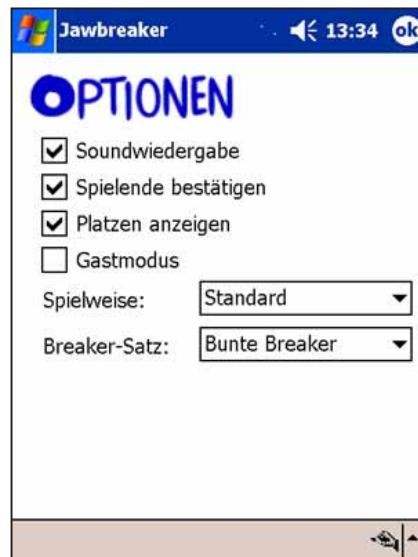 Jawbreaker 13:34 ok
OPTIONEN
Soundwiedergabe
Spielende bestätigen
Platzen anzeigen
Gastmodus
Spielweise: Standard
Breaker-Satz: Bunte Breaker